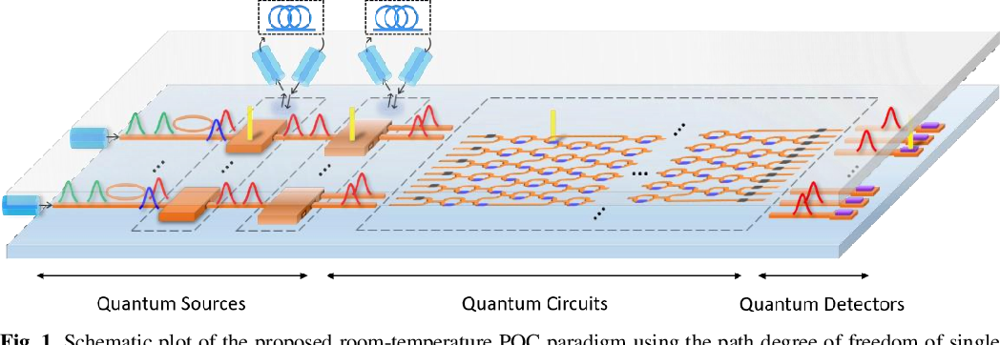 Quantum Sources
Quantum Circuits
Quantum Detectors
Fig. 1 Schematic plot of the proposed room-temperature PQC paradigm using the path degree of freedom of single